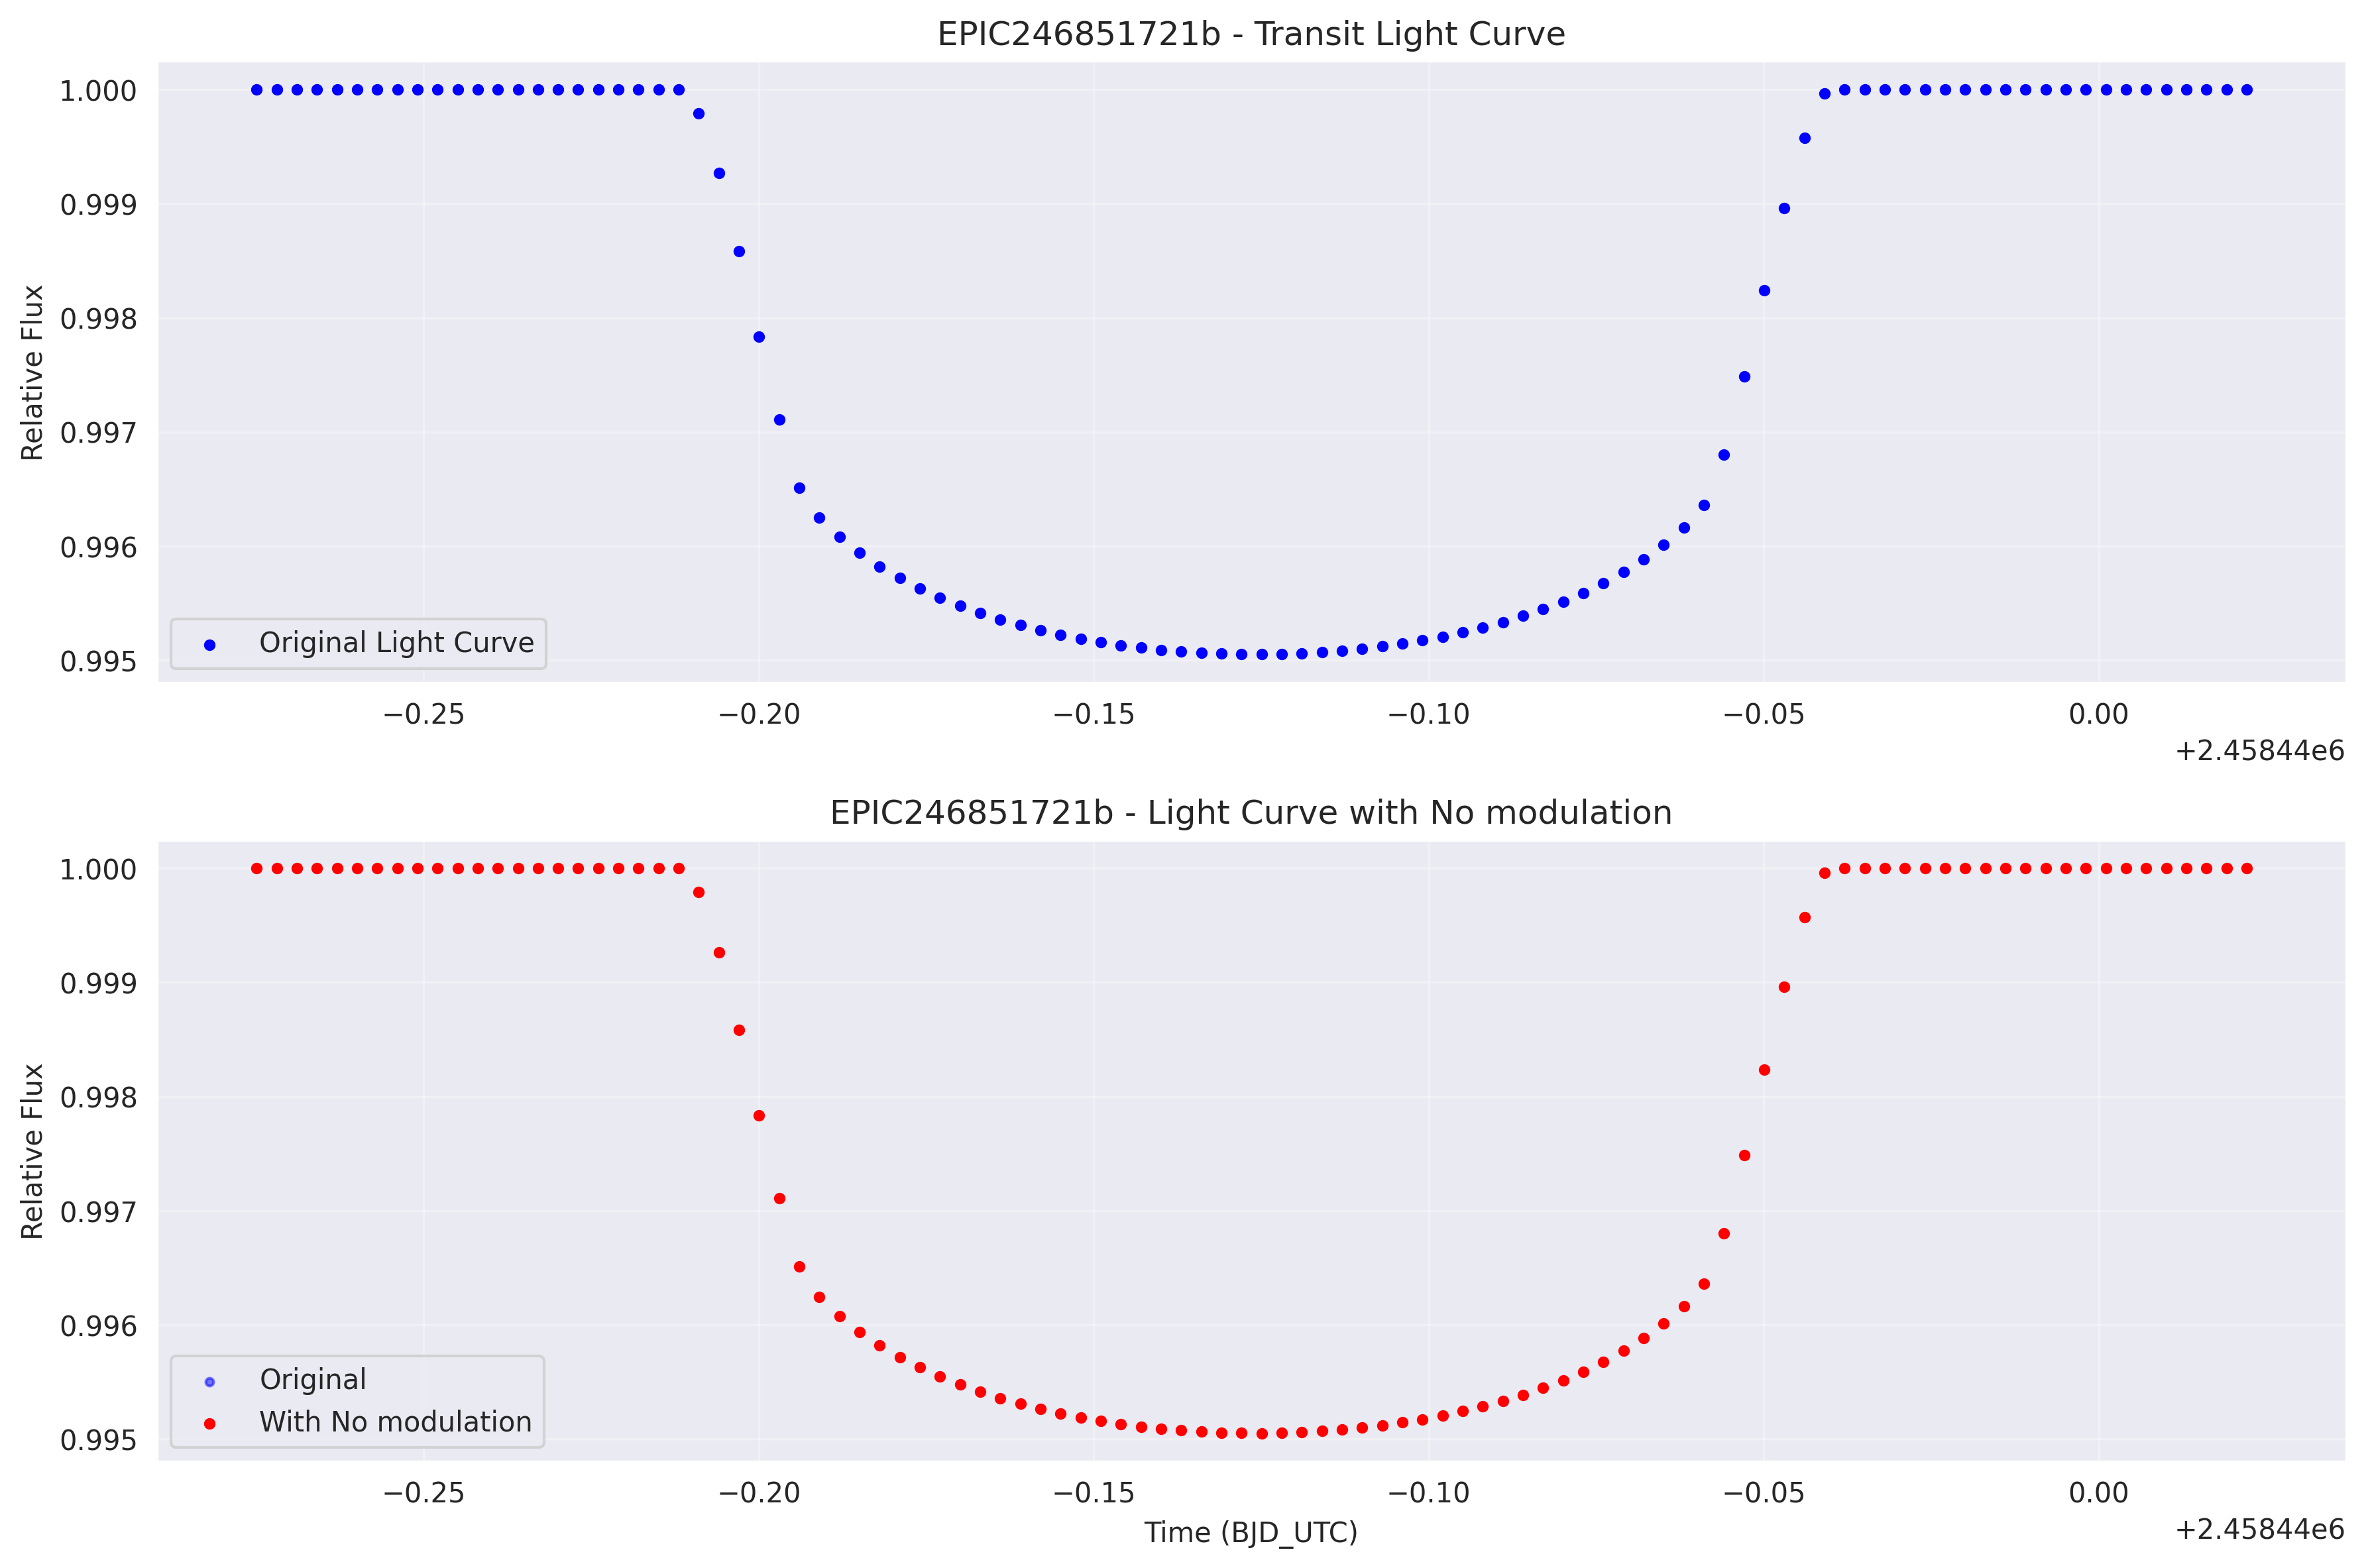 EPIC246851721b - Transit Light Curve
1.000
0.999
0.998
0.997
0.996
0.995
Relative Flux
Original Light Curve
−0.25 −0.20 −0.15 −0.10 −0.05 0.00
+2.45844e6
EPIC246851721b - Light Curve with No modulation
1.000
0.999
0.998
0.997
0.996
0.995
Relative Flux
Original
With No modulation
−0.25 −0.20 −0.15 −0.10 −0.05 0.00
Time (BJD_UTC)
+2.45844e6